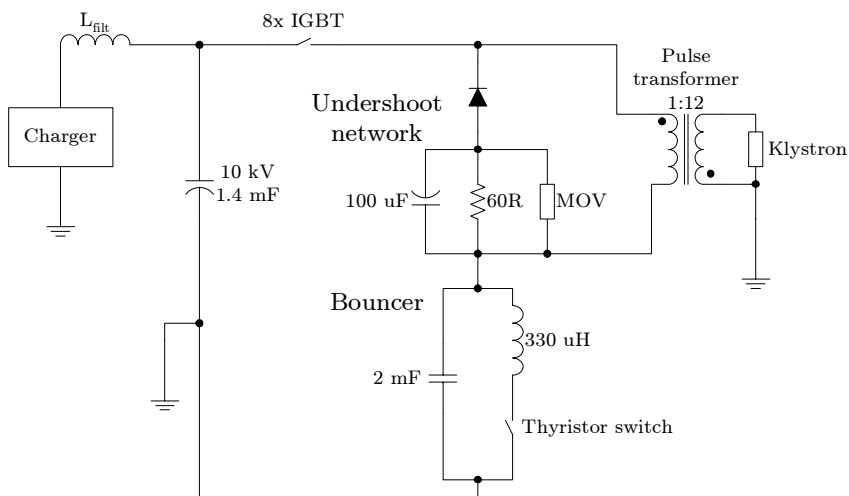 L_filt
8x IGBT
Pulse
transformer
1:12
Undershoot
network
Charger
Klystron
10 kV
1.4 mF
100 uF
60R
MOV
Bouncer
330 uH
2 mF
Thyristor switch